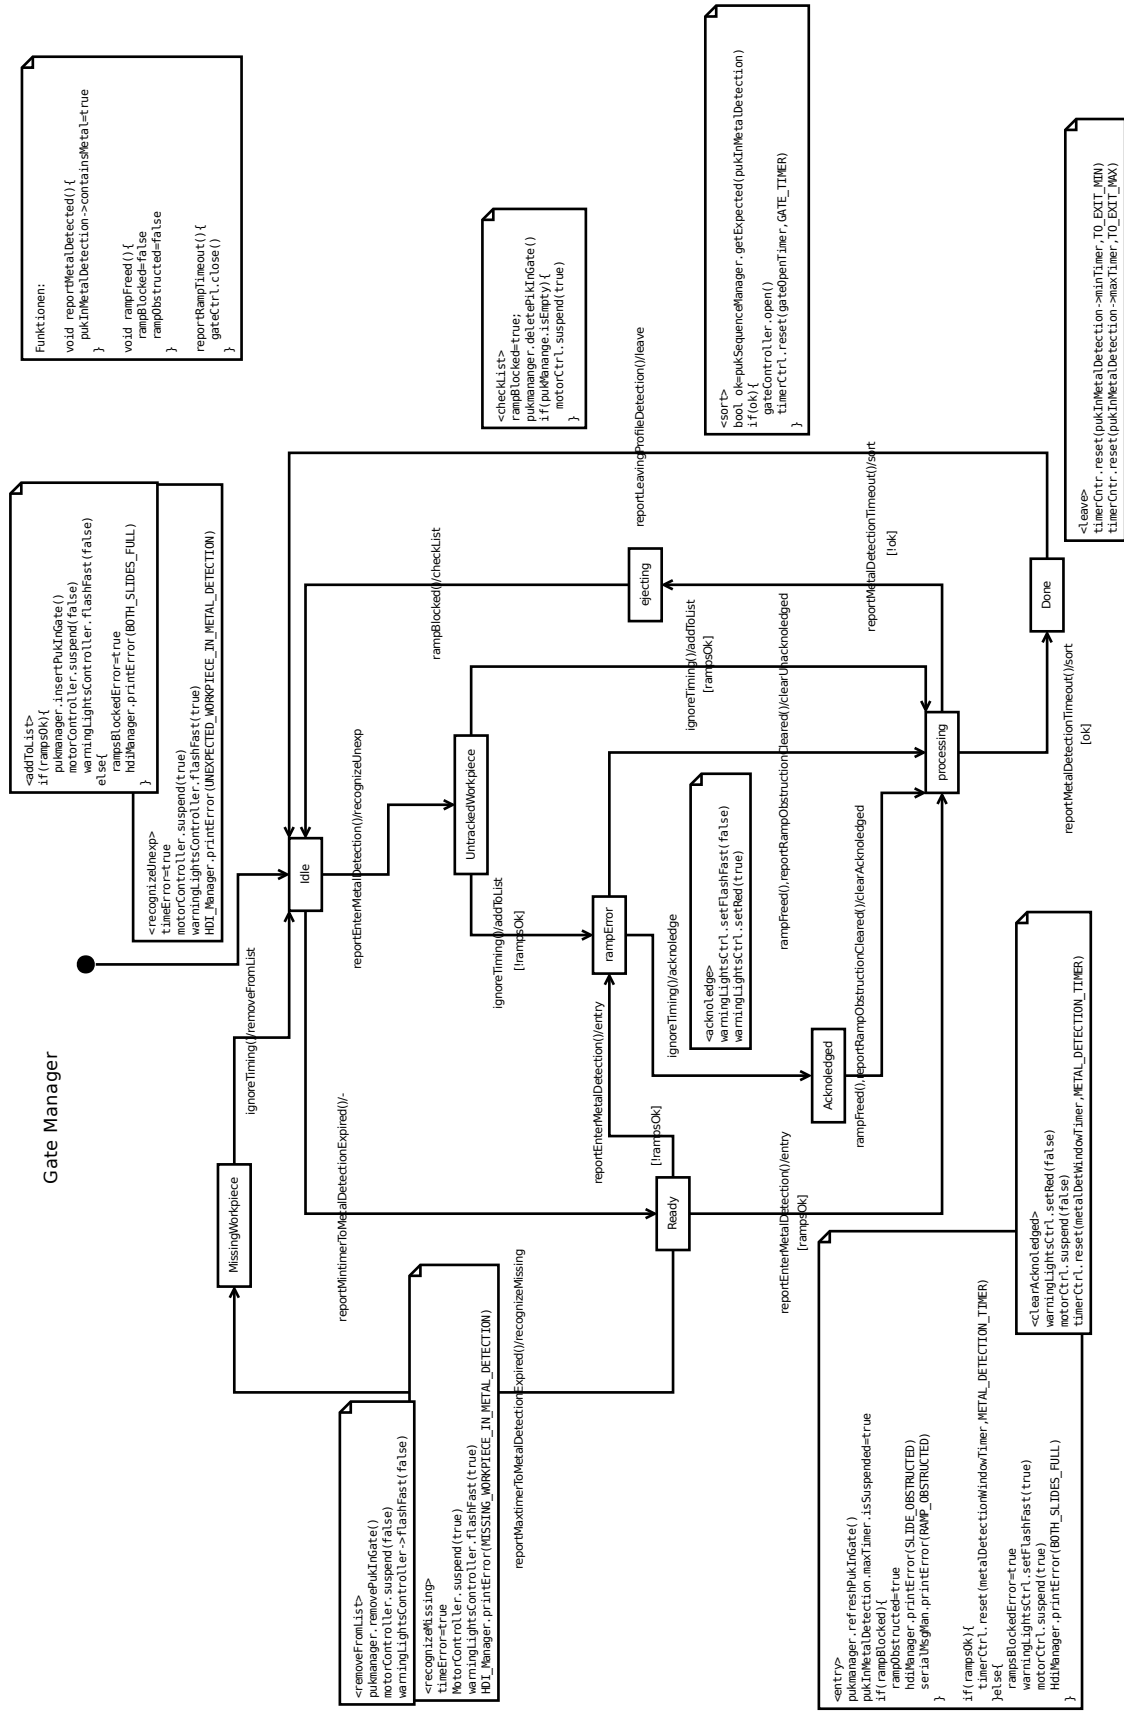 Gate Manager
Funktionen:
void reportMetalDetected(){
pukInMetalDetection->containsMetal=true
}
void rampFreed(){
rampBlocked=false
rampObstructed=false
}
reportRampTimeout(){
gateCtrl.close()
}
<addToList>
if(rampsOk){
pukmanager.insertPukInGate()
motorController.suspend(false)
warningLightsController.flashFast(false)
else{
rampsBlockedError=true
hdiManager.printError(BOTH_SLIDES_FULL)
}
<recognizeUnexp>
timeError=true
motorController.suspend(true)
warningLightsController.flashFast(true)
HDI_Manager.printError(UNEXPECTED_WORKPIECE_IN_METAL_DETECTION)
<checkList>
rampBlocked=true;
pukmananger.deletePikInGate()
if(pukManange.isEmpty){
motorCtrl.suspend(true)
}
<sort>
bool ok=pukSequenceManager.getExpected(pukInMetalDetection)
if(ok){
gateController.open()
timerCtrl.reset(gateOpenTimer,GATE_TIMER)
}
<leave>
timerCntr.reset(pukInMetalDetection->minTimer,TO_EXIT_MIN)
timerCntr.reset(pukInMetalDetection->maxTimer,TO_EXIT_MAX)
MissingWorkpiece
ignoreTiming()/removeFromList
Idle
reportMintimerToMetalDetectionExpired()/-
reportEnterMetalDetection()/recognizeUnexp
rampBlocked()/checkList
UntrackedWorkpiece
ignoreTiming()/addToList
[!rampsOk]
ignoreTiming()/addToList
[rampsOk]
rampError
reportEnterMetalDetection()/entry
[!rampsOk]
ejecting
reportLeavingProfileDetection()/leave
Ready
reportMaxtimerToMetalDetectionExpired()/recognizeMissing
ignoreTiming()/acknoledge
<acknoledge>
warningLightsCtrl.setFlashFast(false)
warningLightsCtrl.setRed(true)
rampFreed(),reportRampObstructionCleared()/clearUnacknoledged
Acknoledged
rampFreed(),reportRampObstructionCleared()/clearAcknoledged
reportEnterMetalDetection()/entry
[rampsOk]
processing
reportMetalDetectionTimeout()/sort
[!ok]
Done
reportMetalDetectionTimeout()/sort
[ok]
<removeFromList>
pukmanager.removePukInGate()
motorController.suspend(false)
warningLightsController->flashFast(false)
<recognizeMissing>
timeError=true
MotorController.suspend(true)
warningLightsController.flashFast(true)
HDI_Manager.printError(MISSING_WORKPIECE_IN_METAL_DETECTION)
<entry>
pukmanager.refreshPukInGate()
pukInMetalDetection.maxTimer.isSuspended=true
if(rampBlocked){
rampObstructed=true
hdiManager.printError(SLIDE_OBSTRUCTED)
serialMsgMan.printError(RAMP_OBSTRUCTED)
}
if(rampsOk){
timerCtrl.reset(metalDetectionWindowTimer,METAL_DETECTION_TIMER)
}else{
rampsBlockedError=true
warningLightsCtrl.setFlashFast(true)
motorCtrl.suspend(true)
HdiManager.printError(BOTH_SLIDES_FULL)
}
<clearAcknoledged>
warningLightsCtrl.setRed(false)
motorCtrl.suspend(false)
timerCtrl.reset(metalDetWindowTimer,METAL_DETECTION_TIMER)